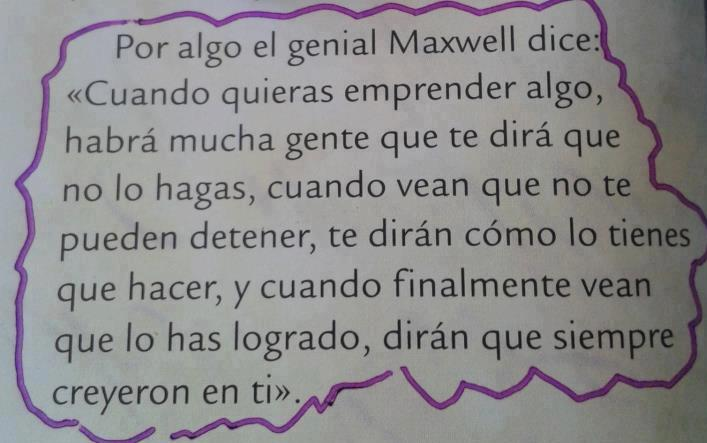 Por algo el genial Maxwell dice:
«Cuando quieras emprender algo,
habrá mucha gente que te dirá que
no lo hagas, cuando vean que no te
pueden detener, te dirán cómo lo tienes
que hacer, y cuando finalmente vean
que lo has logrado, dirán que siempre
creyeron en ti».